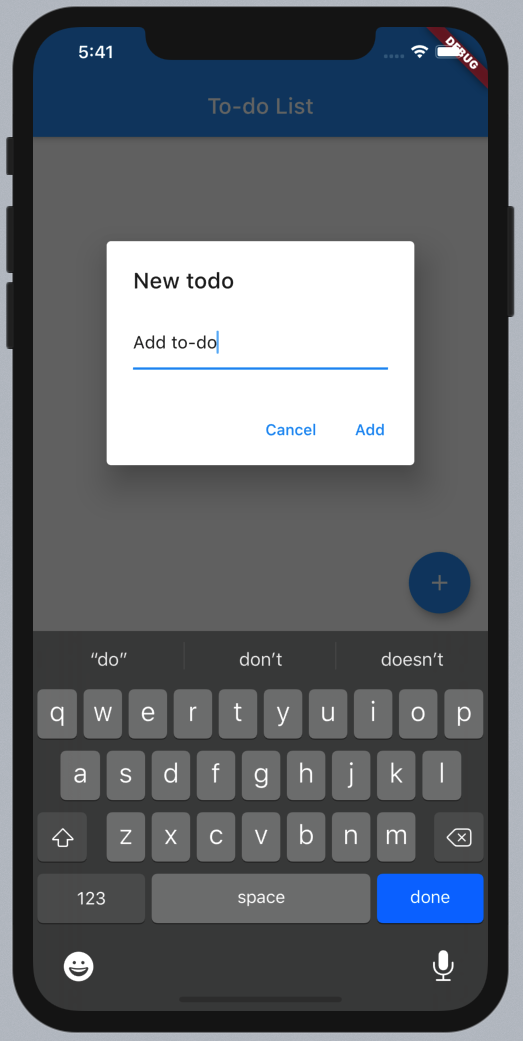 5:41
DEBUG
To-do List
New todo
Add to-do
Cancel Add
+
“do” don’t doesn’t
q w e r t y u i o p
a s d f g h j k l
z x c v b n m
123 space done